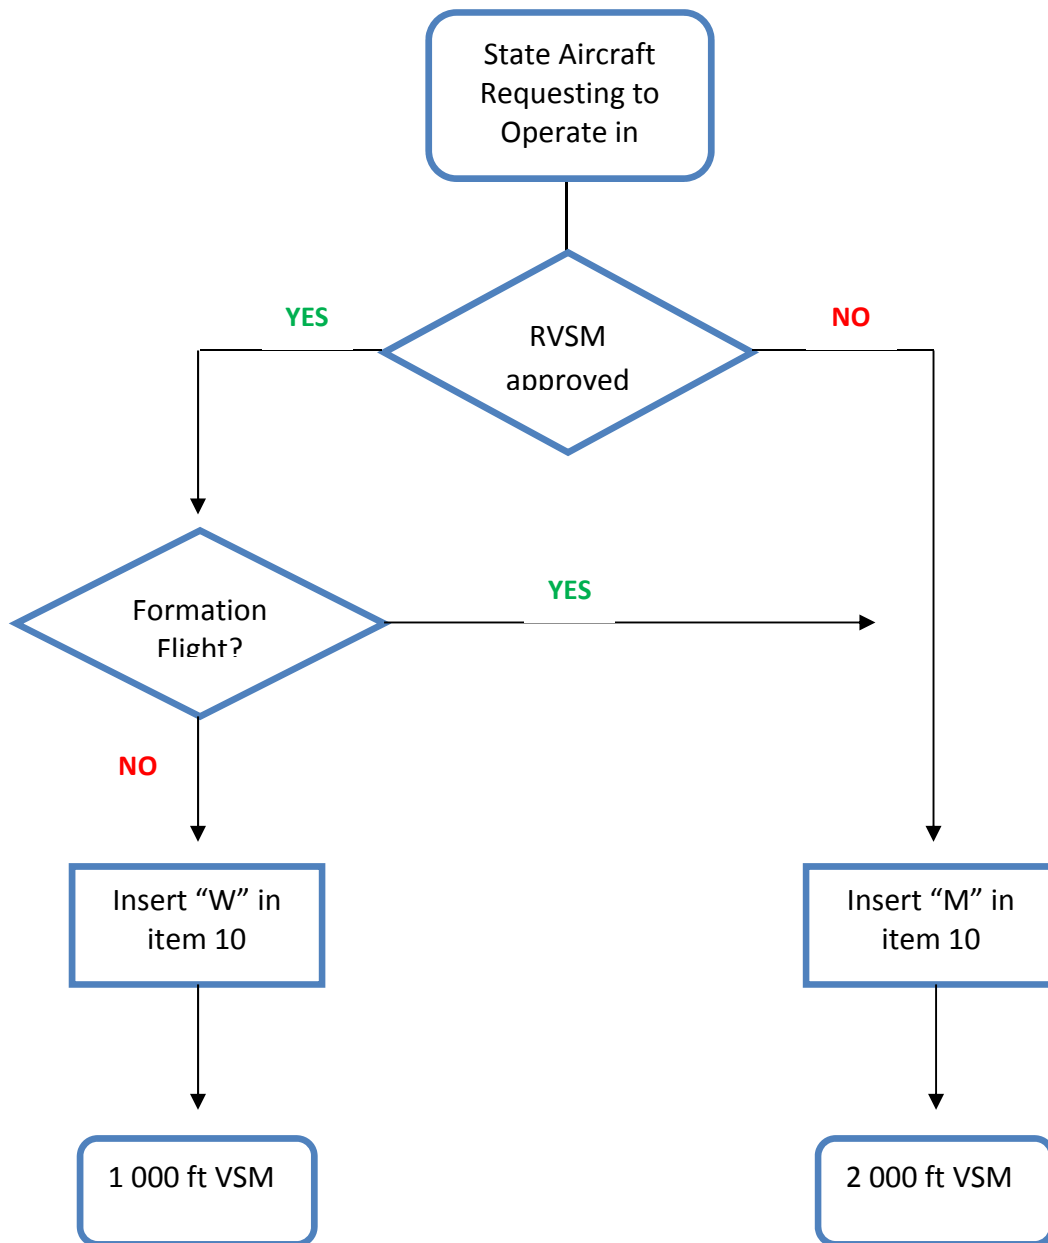 State Aircraft
Requesting to
Operate in
YES
NO
RVSM
approved
Formation
Flight?
YES
NO
Insert “W” in
item 10
Insert “M” in
item 10
1 000 ft VSM
2 000 ft VSM